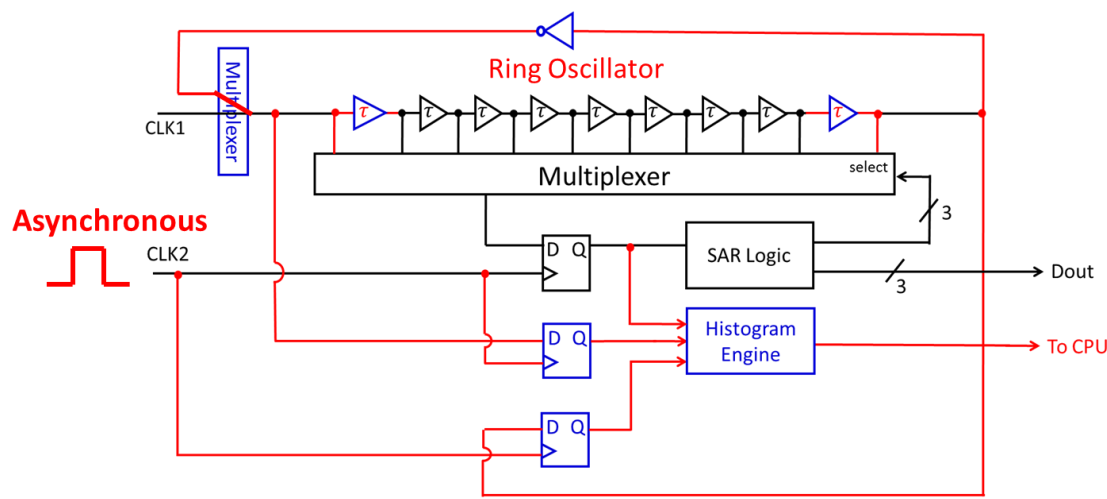 Ring Oscillator
Multiplexer
CLK1
τ τ τ τ τ τ τ τ τ
select
Multiplexer
3
Asynchronous
CLK2
D Q
SAR Logic
3
Dout
D Q
Histogram
Engine
To CPU
D Q